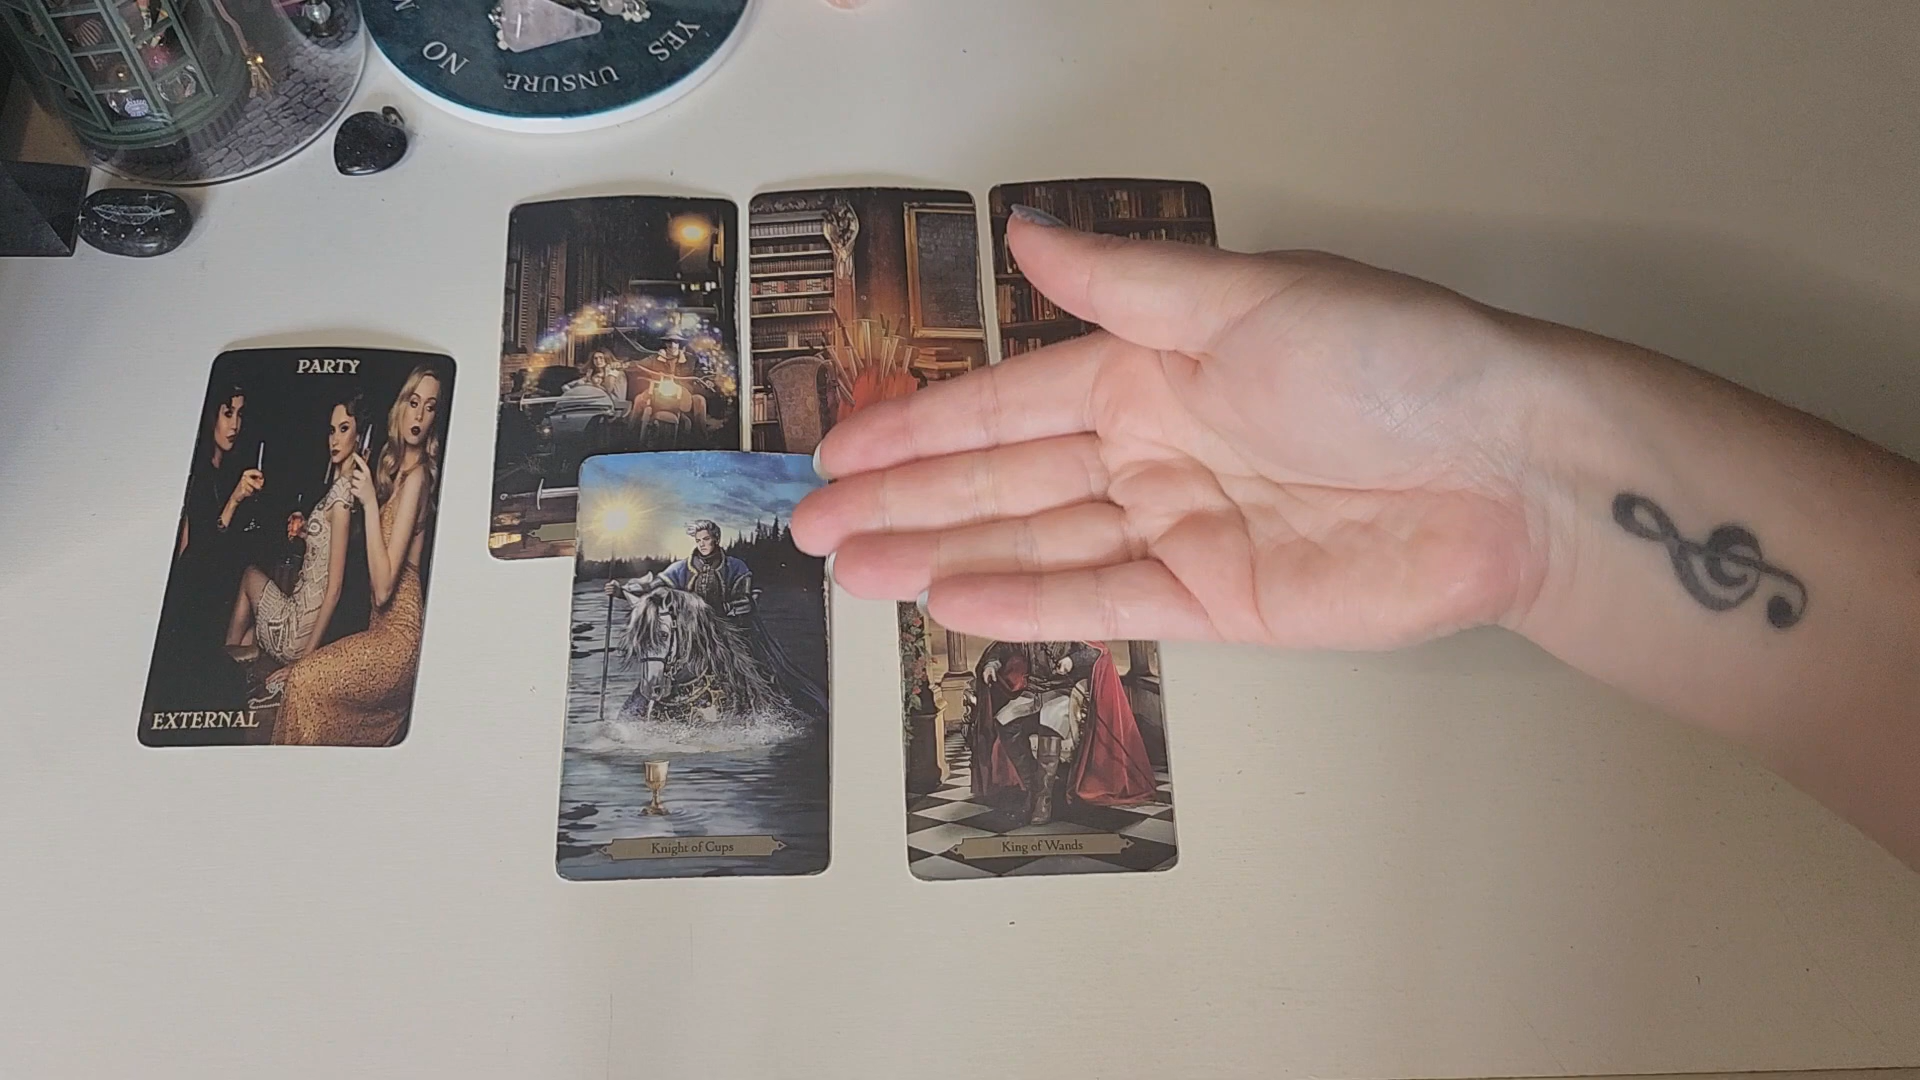 NO
UNSURE
YES
PARTY
EXTERNAL
Knight of Cups
King of Wands